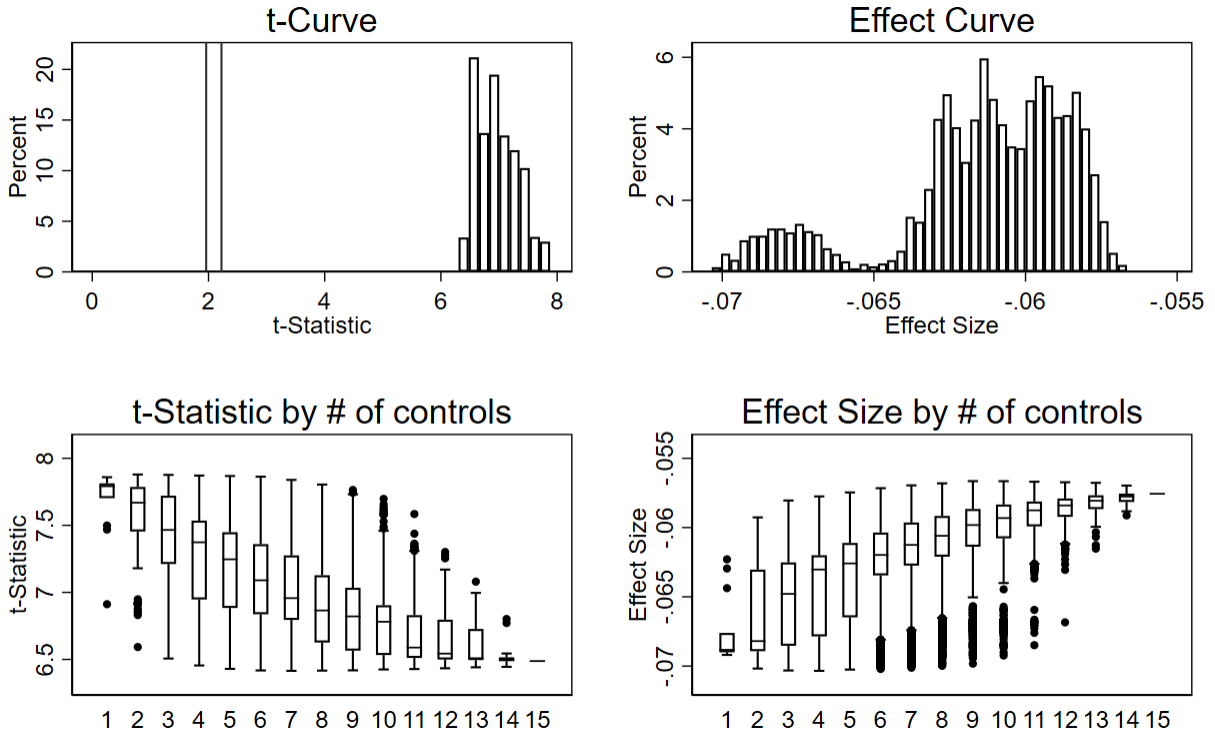 t-Curve
Percent
20
15
10
5
0
0 2 4 6 8
t-Statistic
Effect Curve
Percent
6
4
2
0
-.07 -.065 -.06 -.055
Effect Size
t-Statistic by # of controls
t-Statistic
8
7.5
7
6.5
1 2 3 4 5 6 7 8 9 10 11 12 13 14 15
Effect Size by # of controls
Effect Size
-.055
-.06
-.065
-.07
1 2 3 4 5 6 7 8 9 10 11 12 13 14 15